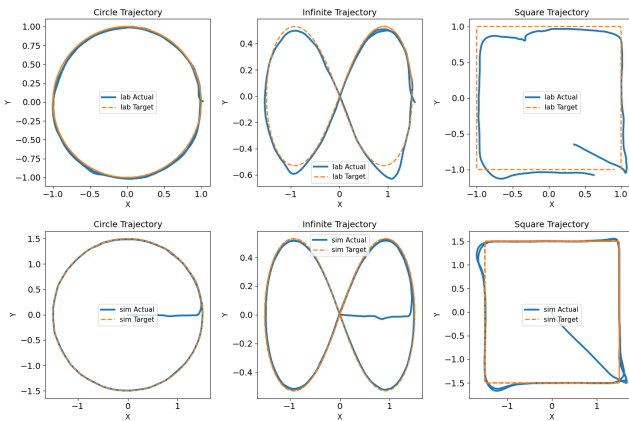 Circle Trajectory
1.00
0.75
0.50
0.25
0.00
−0.25
−0.50
−0.75
−1.00
Y
lab Actual
lab Target
−1.0
−0.5
0.0
0.5
1.0
X
Infinite Trajectory
0.4
0.2
0.0
−0.2
−0.4
−0.6
Y
lab Actual
lab Target
−1
0
1
X
Square Trajectory
1.0
0.5
0.0
−0.5
−1.0
Y
lab Actual
lab Target
−1.0
−0.5
0.0
0.5
1.0
X
Circle Trajectory
1.5
1.0
0.5
0.0
−0.5
−1.0
−1.5
Y
sim Actual
sim Target
−1
0
1
X
Infinite Trajectory
0.4
0.2
0.0
−0.2
−0.4
Y
sim Actual
sim Target
−1
0
1
X
Square Trajectory
1.5
1.0
0.5
0.0
−0.5
−1.0
−1.5
Y
sim Actual
sim Target
−1
0
1
X